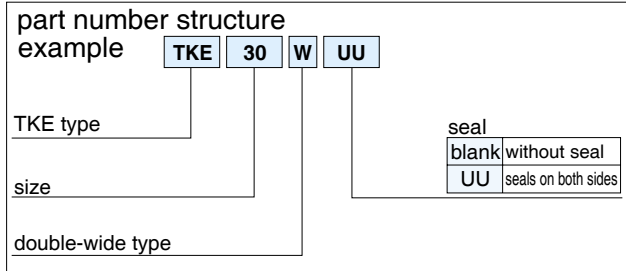 part number structure
example TKE 30 W UU
TKE type
seal
blank without seal
UU seals on both sides
size
double-wide type